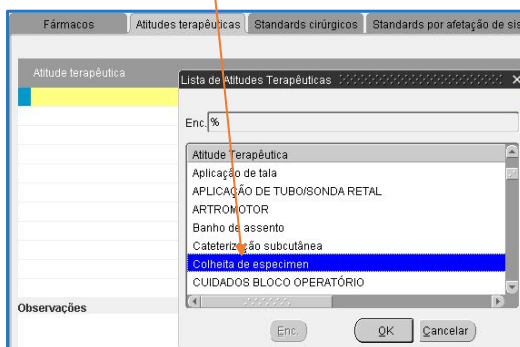 Fármacos Atitudes terapêuticas Standards cirúrgicos Standards por afetação de sis
Atitude terapêutica
Lista de Atitudes Terapêuticas
Enc. %
Atitude Terapêutica
Aplicação de tala
APLICAÇÃO DE TUBO/SONDA RETAL
ARTROMOTOR
Banho de assento
Cateterização subcutânea
Colheita de especimen
CUIDADOS BLOCO OPERATÓRIO
Observações
Enc. OK Cancelar